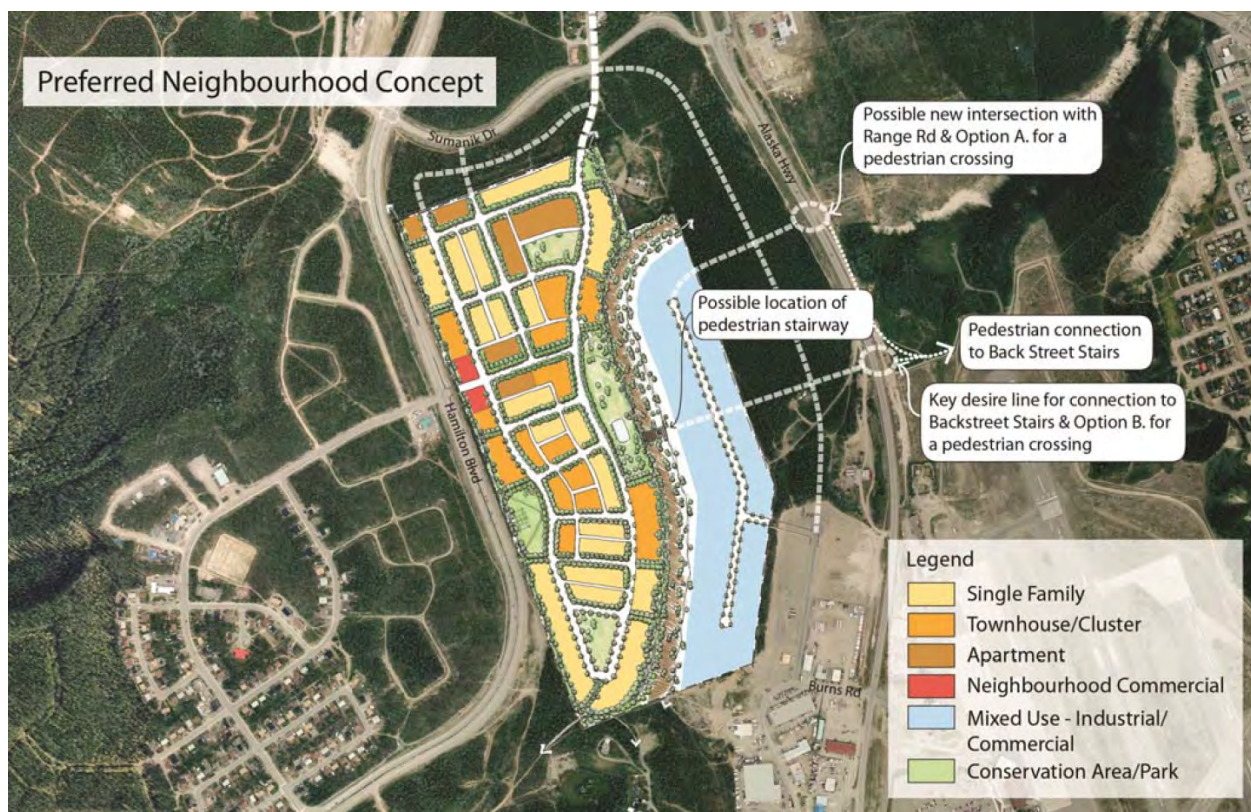 Preferred Neighbourhood Concept
Sumanik Dr
Alaska Hwy
Possible new intersection with
Range Rd & Option A. for a
pedestrian crossing
Possible location of
pedestrian stairway
Pedestrian connection
to Back Street Stairs
Key desire line for connection to
Backstreet Stairs & Option B. for
a pedestrian crossing
Hamilton Blvd
Burns Rd
Legend
Single Family
Townhouse/Cluster
Apartment
Neighbourhood Commercial
Mixed Use - Industrial/
Commercial
Conservation Area/Park